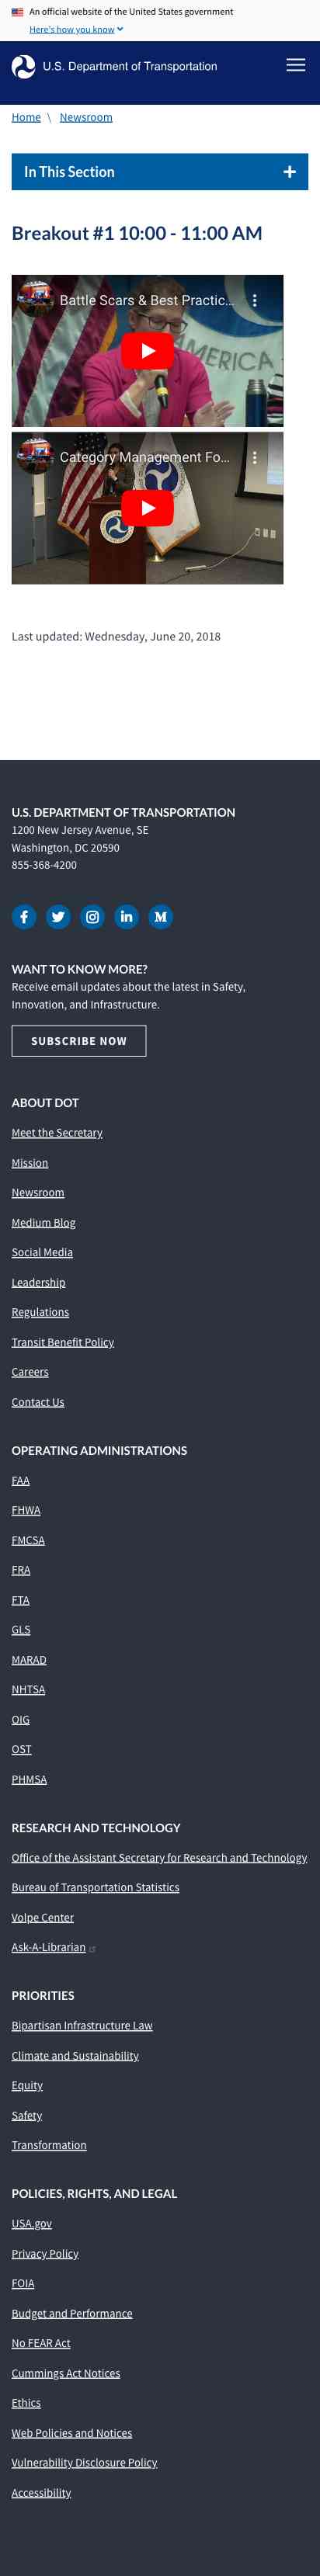 An official website of the United States government
Here's how you know
U.S. Department of Transportation
Home \ Newsroom
In This Section
Breakout #1 10:00 - 11:00 AM
Battle Scars & Best Practic...
AMERICA
Category Management Fo...
Last updated: Wednesday, June 20, 2018
U.S. DEPARTMENT OF TRANSPORTATION
1200 New Jersey Avenue, SE
Washington, DC 20590
855-368-4200
WANT TO KNOW MORE?
Receive email updates about the latest in Safety,
Innovation, and Infrastructure.
SUBSCRIBE NOW
ABOUT DOT
Meet the Secretary
Mission
Newsroom
Medium Blog
Social Media
Leadership
Regulations
Transit Benefit Policy
Careers
Contact Us
OPERATING ADMINISTRATIONS
FAA
FHWA
FMCSA
FRA
FTA
GLS
MARAD
NHTSA
OIG
OST
PHMSA
RESEARCH AND TECHNOLOGY
Office of the Assistant Secretary for Research and Technology
Bureau of Transportation Statistics
Volpe Center
Ask-A-Librarian
PRIORITIES
Bipartisan Infrastructure Law
Climate and Sustainability
Equity
Safety
Transformation
POLICIES, RIGHTS, AND LEGAL
USA.gov
Privacy Policy
FOIA
Budget and Performance
No FEAR Act
Cummings Act Notices
Ethics
Web Policies and Notices
Vulnerability Disclosure Policy
Accessibility